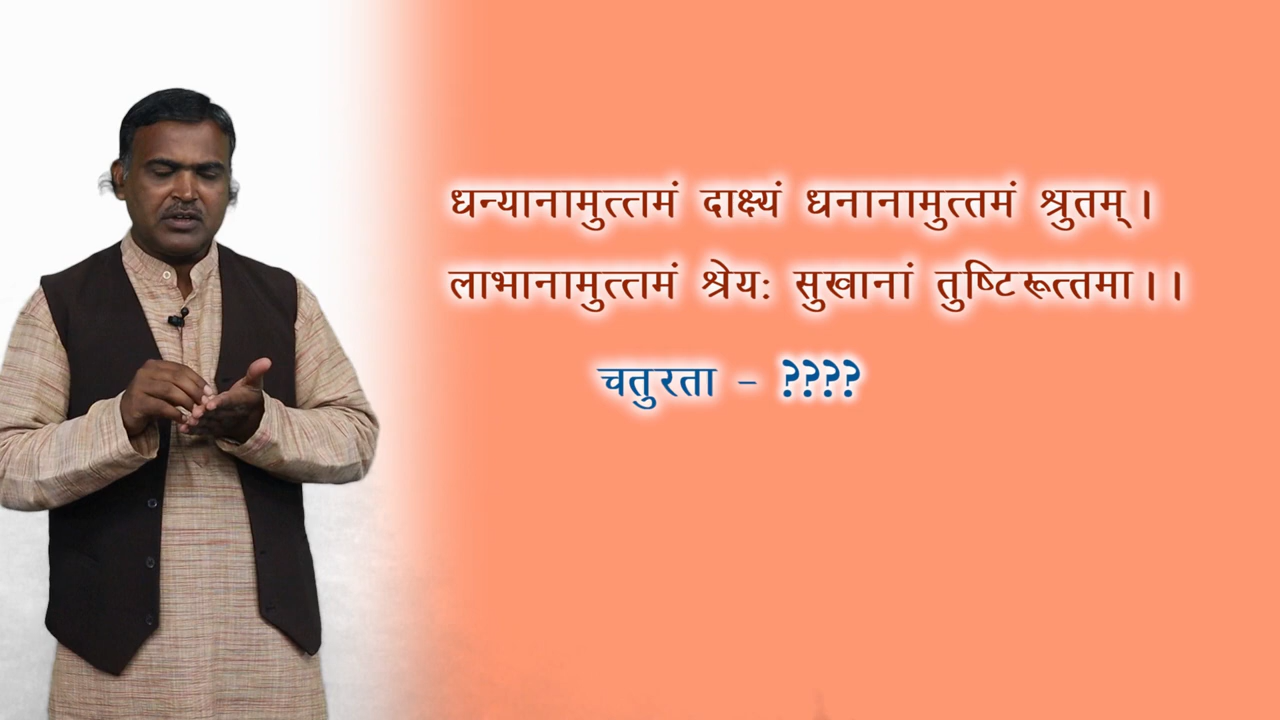 धन्यानामुत्तमं दाक्ष्यं धनानामुत्तमं श्रुतम्।
लाभानामुत्तमं श्रेयः सुखानां तुष्टिरूत्तमा।।
चतुरता - ????